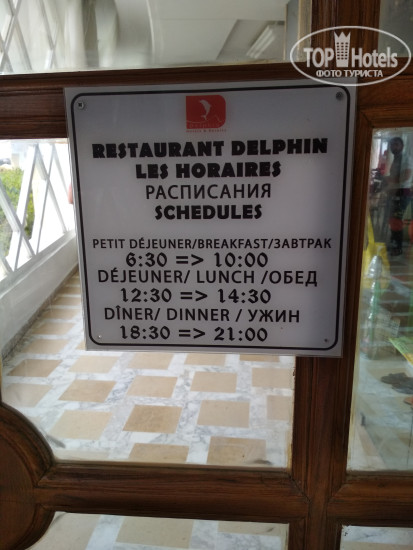 TOP Hotels
ФОТО ТУРИСТА
RESTAURANT DELPHIN
LES HORAIRES
РАСПИСАНИЯ
SCHEDULES
PETIT DÉJEUNER/BREAKFAST/ЗАВТРАК
6:30 => 10:00
DÉJEUNER/ LUNCH /ОБЕД
12:30 => 14:30
DÎNER/ DINNER / УЖИН
18:30 => 21:00